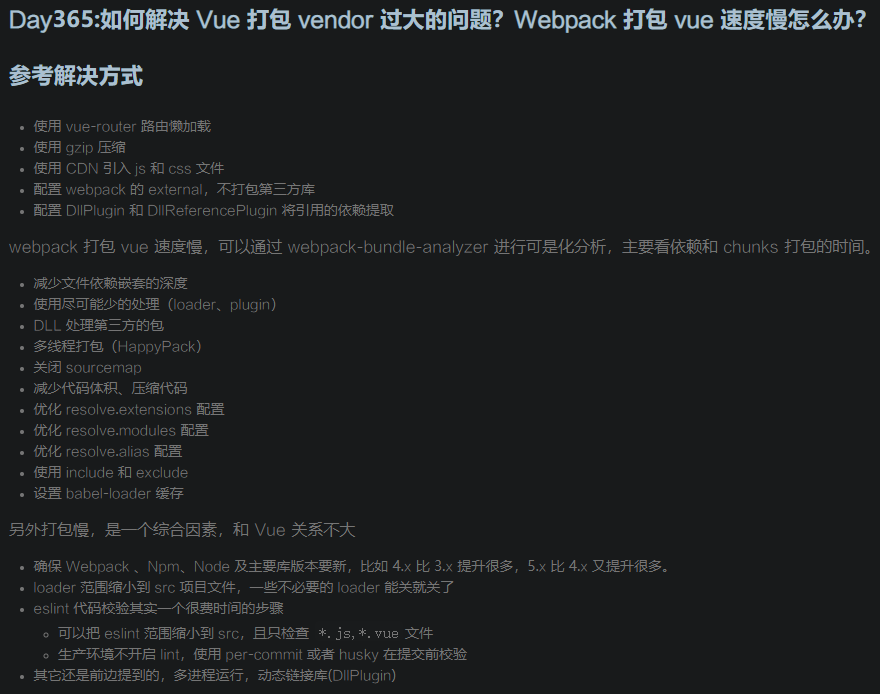 Day365:如何解决 Vue 打包 vendor 过大的问题？Webpack 打包 vue 速度慢怎么办？
参考解决方式
使用 vue-router 路由懒加载
使用 gzip 压缩
使用 CDN 引入 js 和 css 文件
配置 webpack 的 external，不打包第三方库
配置 DllPlugin 和 DllReferencePlugin 将引用的依赖提取
webpack 打包 vue 速度慢，可以通过 webpack-bundle-analyzer 进行可是化分析，主要看依赖和 chunks 打包的时间。
减少文件依赖嵌套的深度
使用尽可能少的处理（loader、plugin）
DLL 处理第三方的包
多线程打包（HappyPack）
关闭 sourcemap
减少代码体积、压缩代码
优化 resolve.extensions 配置
优化 resolve.modules 配置
优化 resolve.alias 配置
使用 include 和 exclude
设置 babel-loader 缓存
另外打包慢，是一个综合因素，和 Vue 关系不大
确保 Webpack 、Npm、Node 及主要库版本要新，比如 4.x 比 3.x 提升很多，5.x 比 4.x 又提升很多。
loader 范围缩小到 src 项目文件，一些不必要的 loader 能关就关了
eslint 代码校验其实一个很费时间的步骤
可以把 eslint 范围缩小到 src，且只检查 *.js,*.vue 文件
生产环境不开启 lint，使用 per-commit 或者 husky 在提交前校验
其它还是前边提到的，多进程运行，动态链接库(DllPlugin)